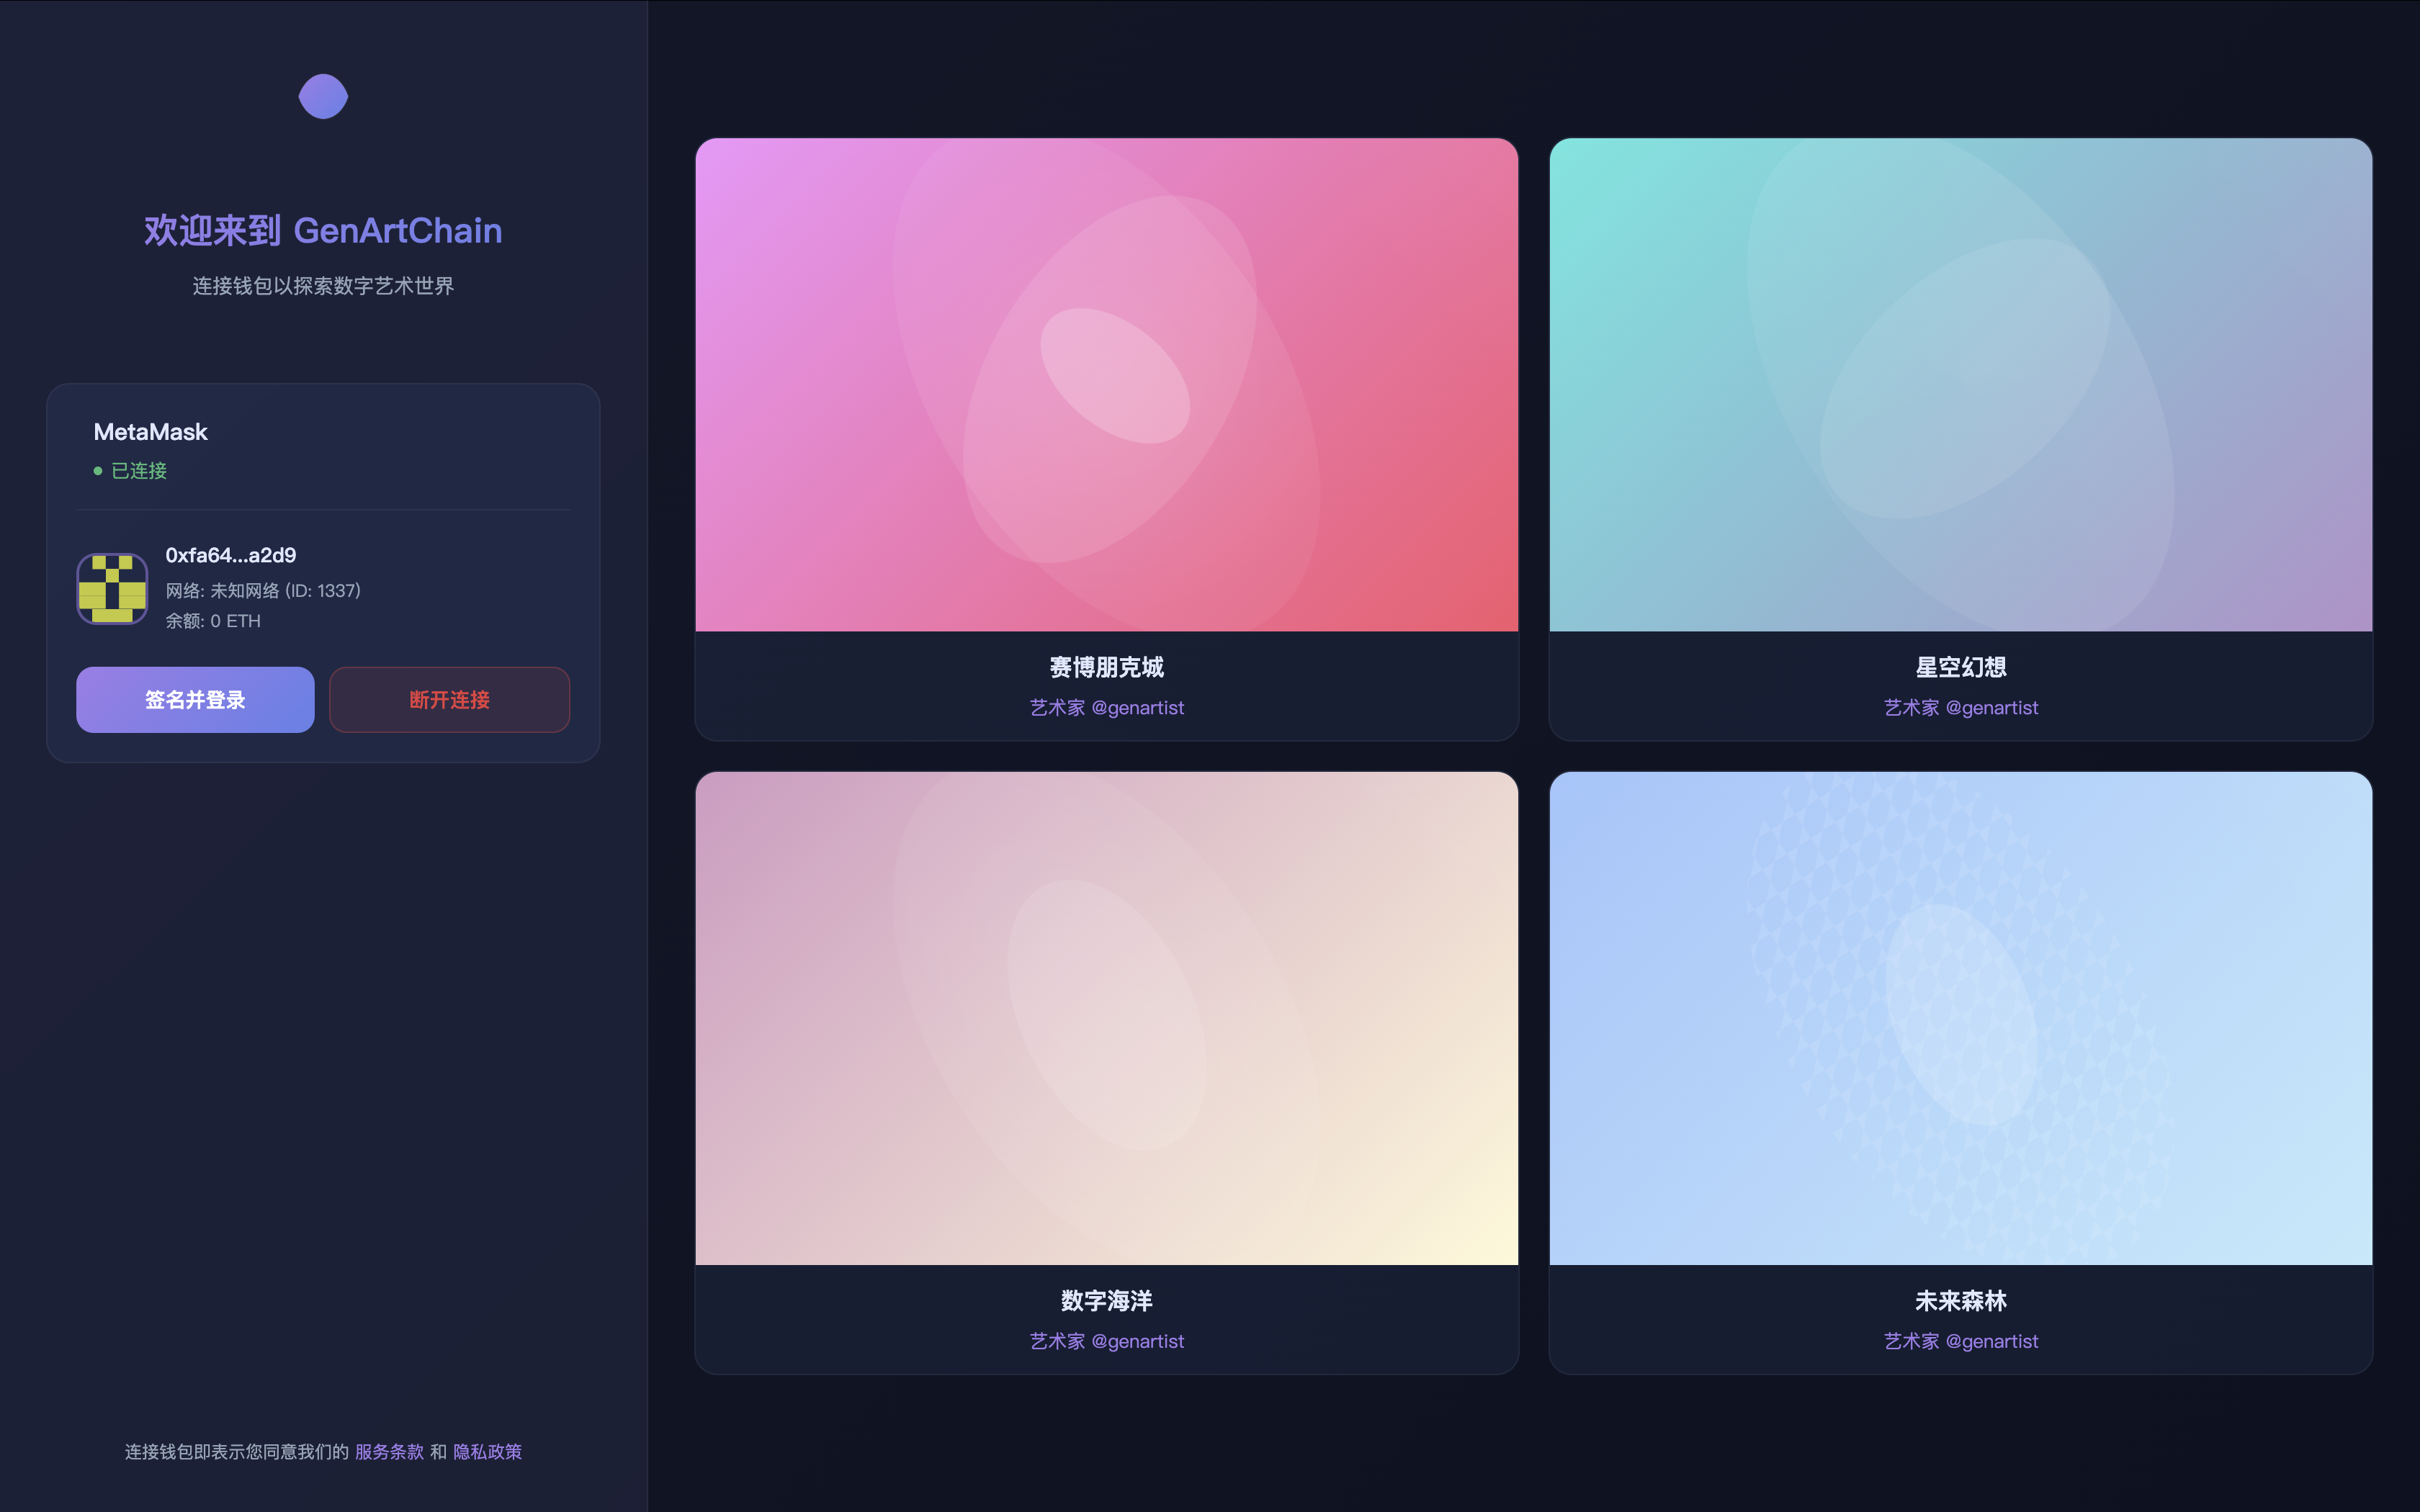 欢迎来到 GenArtChain
连接钱包以探索数字艺术世界
MetaMask
已连接
0xfa64...a2d9
网络: 未知网络 (ID: 1337)
余额: 0 ETH
签名并登录
断开连接
连接钱包即表示您同意我们的 服务条款 和 隐私政策
赛博朋克城
艺术家 @genartist
星空幻想
艺术家 @genartist
数字海洋
艺术家 @genartist
未来森林
艺术家 @genartist